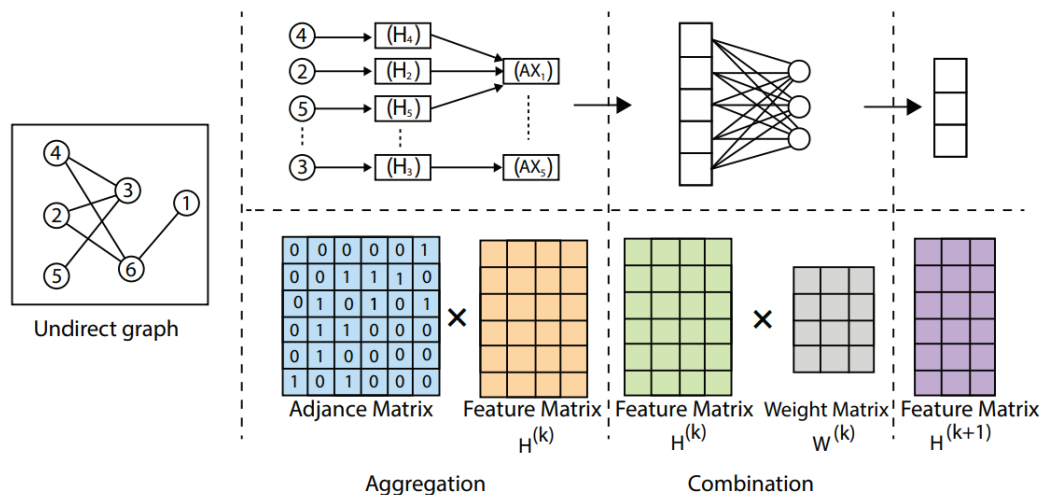 4
3
2
1
5
6
Undirect graph
4 (H₄)
2 (H₂) (AX₁)
5 (H₅)
3 (H₃) (AX₅)
0 0 0 0 0 1
0 0 1 1 1 0
0 1 0 1 0 1
0 1 1 0 0 0
0 1 0 0 0 0
1 0 1 0 0 0
×
×
Adjance Matrix
Feature Matrix
H^(k)
Feature Matrix
H^(k)
Weight Matrix
W^(k)
Feature Matrix
H^(k+1)
Aggregation
Combination